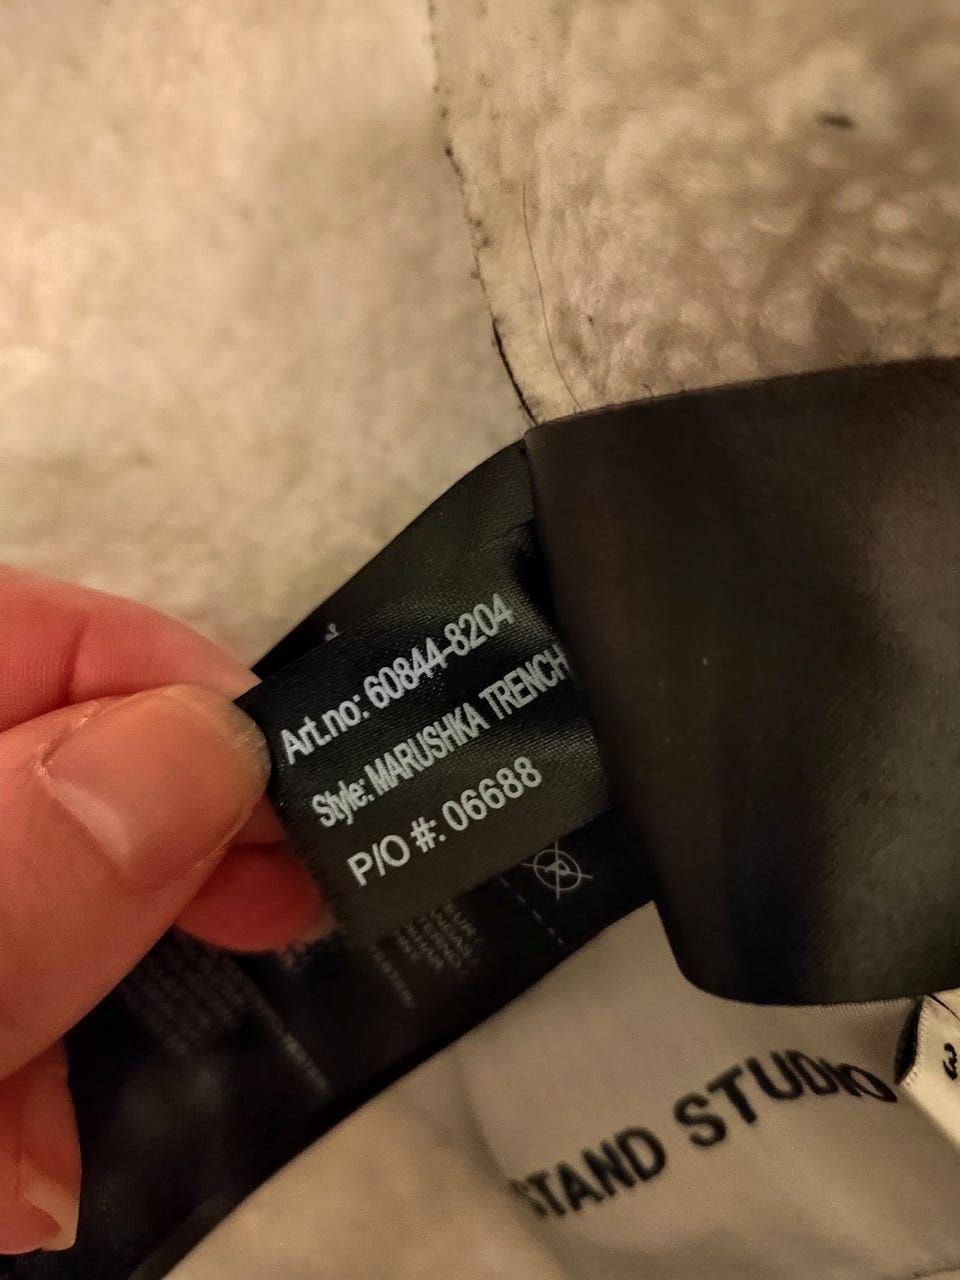 Art.no: 60844-8204
Style: MARUSHKA TRENCH
P/O #: 06688
STAND STUDIO